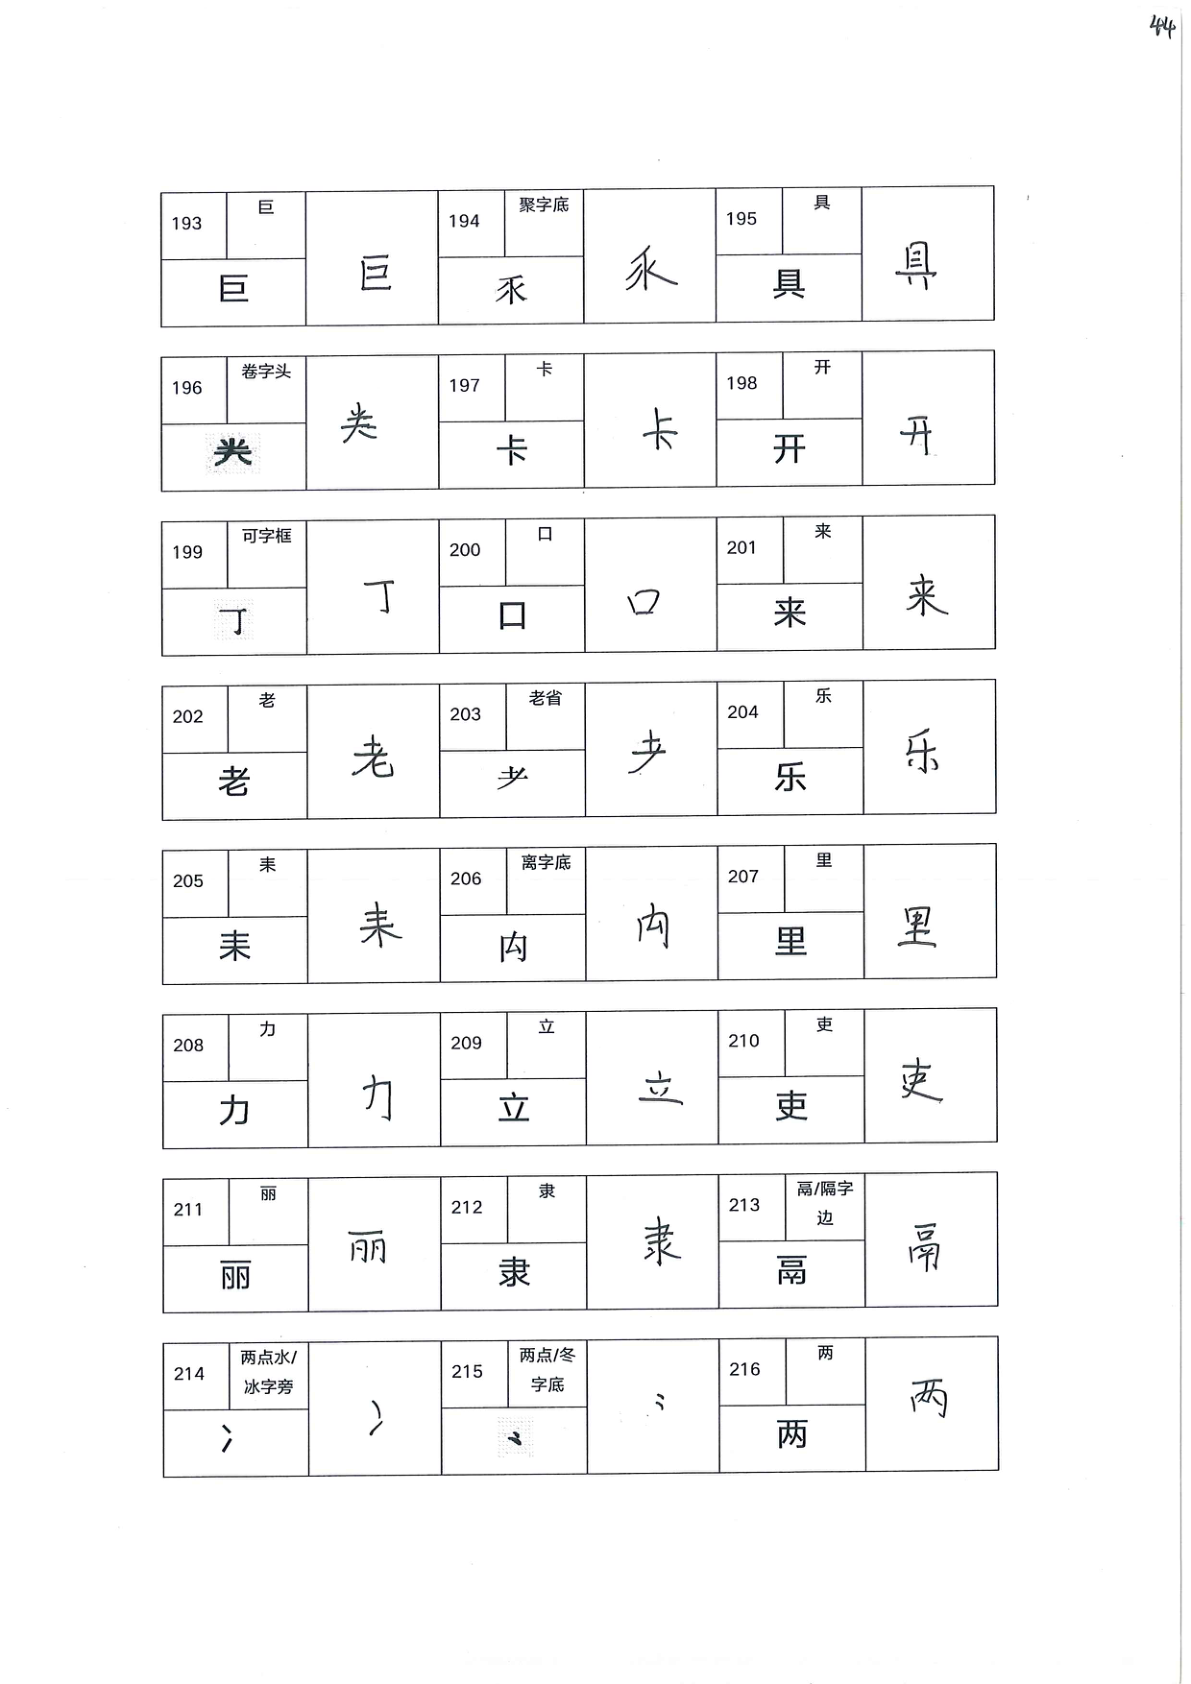 44
193 巨 巨 巨 194 聚字底 乑 乑 195 具 具 具
196 卷字头 龹 龹 197 卡 卡 卡 198 开 开 开
199 可字框 丁 丁 200 口 口 口 201 来 来 来
202 老 老 老 203 老省 耂 耂 204 乐 乐 乐
205 耒 耒 耒 206 离字底 禸 禸 207 里 里 里
208 力 力 力 209 立 立 立 210 吏 吏 吏
211 丽 丽 丽 212 隶 隶 隶 213 鬲/隔字边 鬲 鬲
214 两点水/冰字旁 冫 冫 215 两点/冬字底 ⺀ ⺀ 216 两 两 两